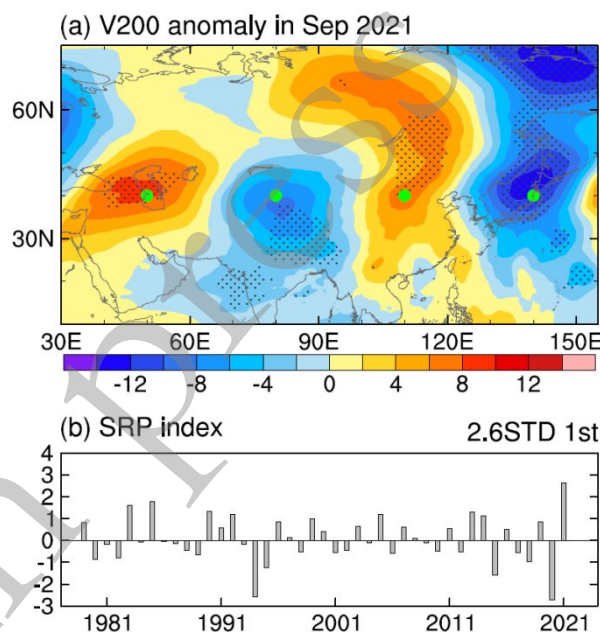 (a) V200 anomaly in Sep 2021
60N
30N
30E 60E 90E 120E 150E
-12 -8 -4 0 4 8 12
(b) SRP index 2.6STD 1st
4
3
2
1
0
-1
-2
-3
1981 1991 2001 2011 2021